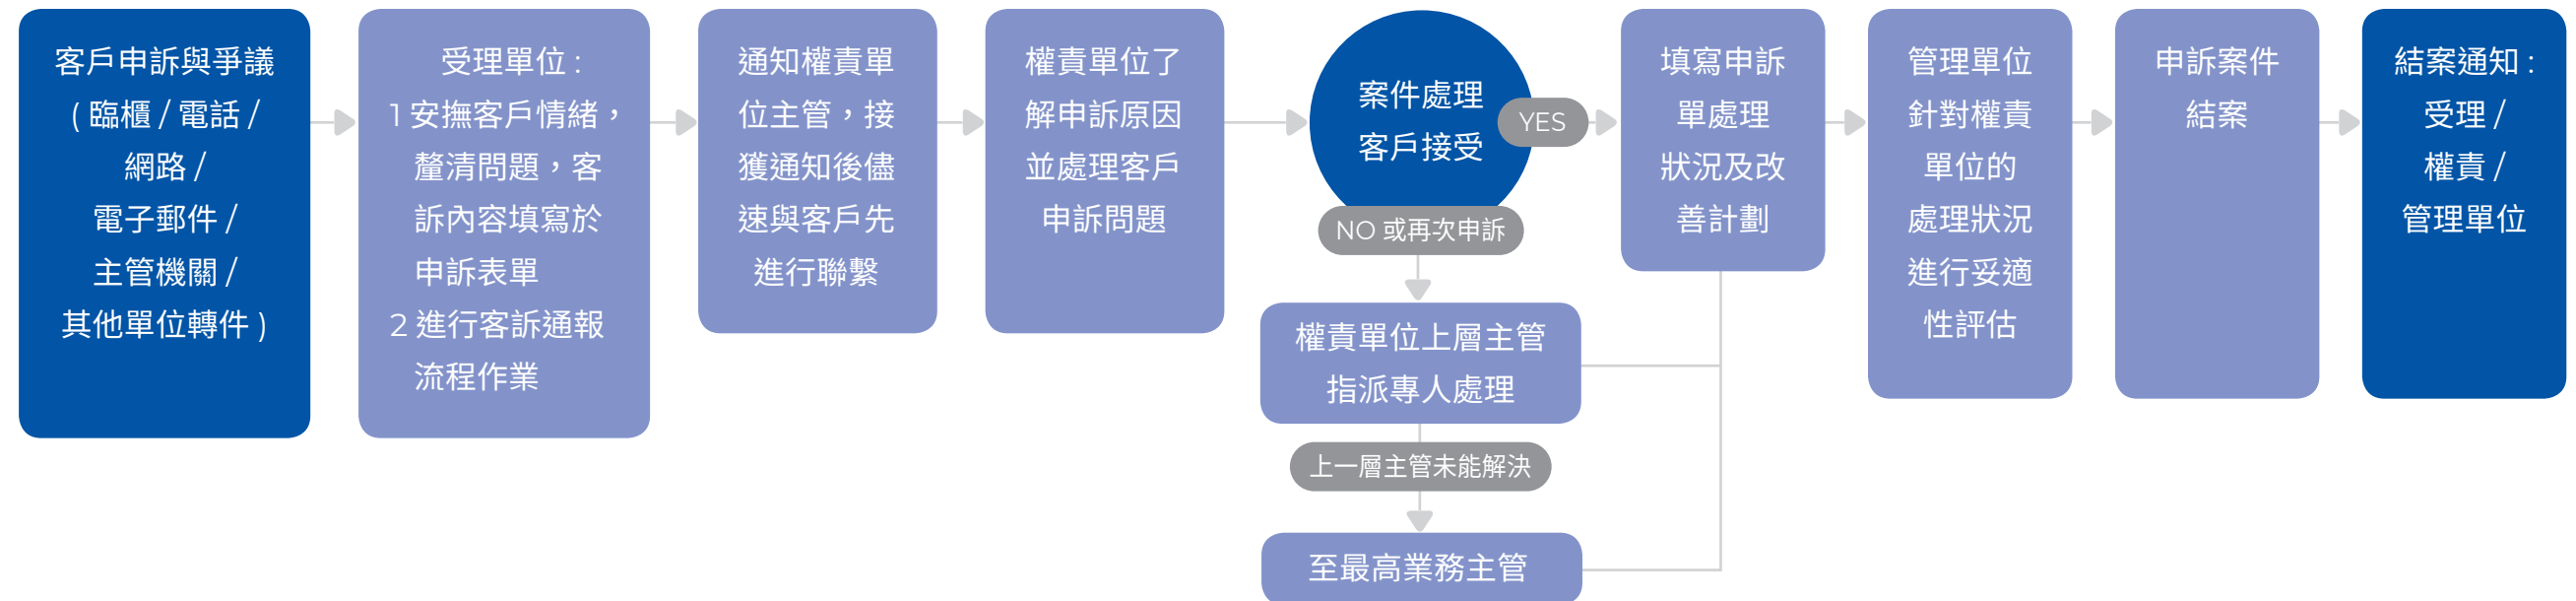 客戶申訴與爭議
( 臨櫃 / 電話 /
網路 /
電子郵件 /
主管機關 /
其他單位轉件 )
受理單位 :
1 安撫客戶情緒，
釐清問題，客
訴內容填寫於
申訴表單
2 進行客訴通報
流程作業
通知權責單
位主管，接
獲通知後儘
速與客戶先
進行聯繫
權責單位了
解申訴原因
並處理客戶
申訴問題
案件處理
客戶接受
YES
NO 或再次申訴
權責單位上層主管
指派專人處理
上一層主管未能解決
至最高業務主管
填寫申訴
單處理
狀況及改
善計劃
管理單位
針對權責
單位的
處理狀況
進行妥適
性評估
申訴案件
結案
結案通知 :
受理 /
權責 /
管理單位